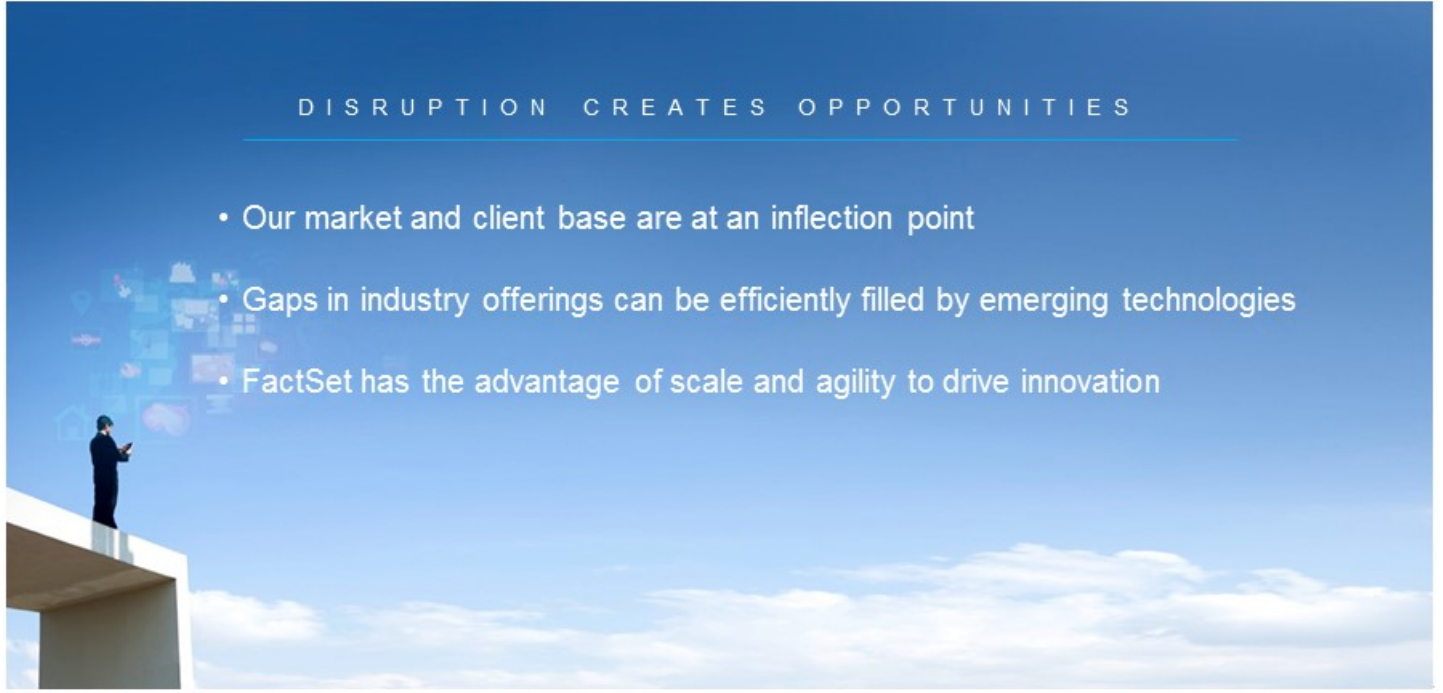 DISRUPTION CREATES OPPORTUNITIES
• Our market and client base are at an inflection point
• Gaps in industry offerings can be efficiently filled by emerging technologies
• FactSet has the advantage of scale and agility to drive innovation